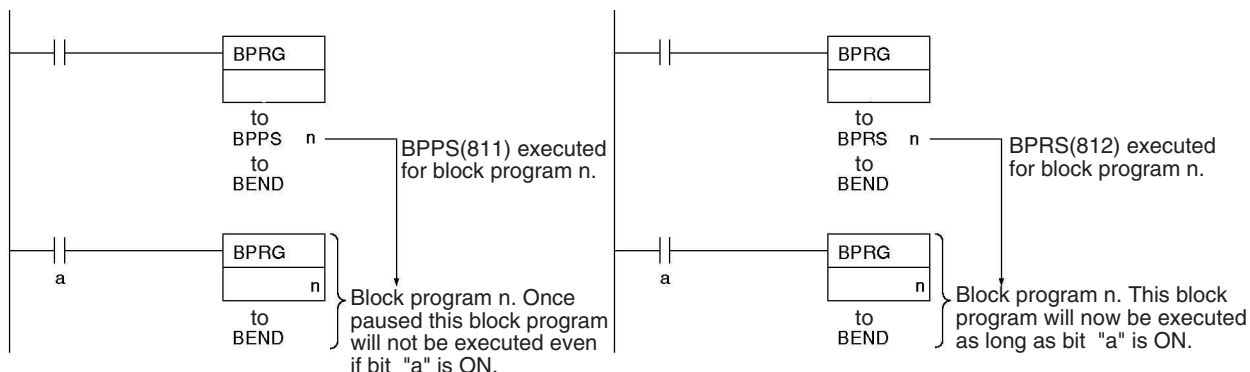 BPRG
to
BPPS n
to
BEND
BPPS(811) executed
for block program n.
a
BPRG
n
to
BEND
Block program n. Once
paused this block program
will not be executed even
if bit "a" is ON.
BPRG
to
BPRS n
to
BEND
BPRS(812) executed
for block program n.
a
BPRG
n
to
BEND
Block program n. This block
program will now be executed
as long as bit "a" is ON.